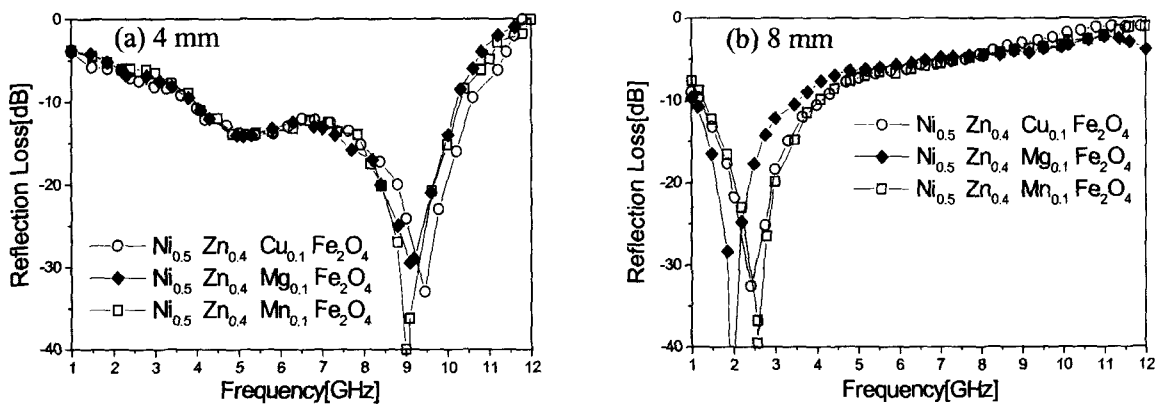 (a) 4 mm
Reflection Loss[dB]
0
-10
-20
-30
-40
Ni0.5 Zn0.4 Cu0.1 Fe2O4
Ni0.5 Zn0.4 Mg0.1 Fe2O4
Ni0.5 Zn0.4 Mn0.1 Fe2O4
1 2 3 4 5 6 7 8 9 10 11 12
Frequency[GHz]
(b) 8 mm
Reflection Loss[dB]
0
-10
-20
-30
-40
Ni0.5 Zn0.4 Cu0.1 Fe2O4
Ni0.5 Zn0.4 Mg0.1 Fe2O4
Ni0.5 Zn0.4 Mn0.1 Fe2O4
1 2 3 4 5 6 7 8 9 10 11 12
Frequency[GHz]